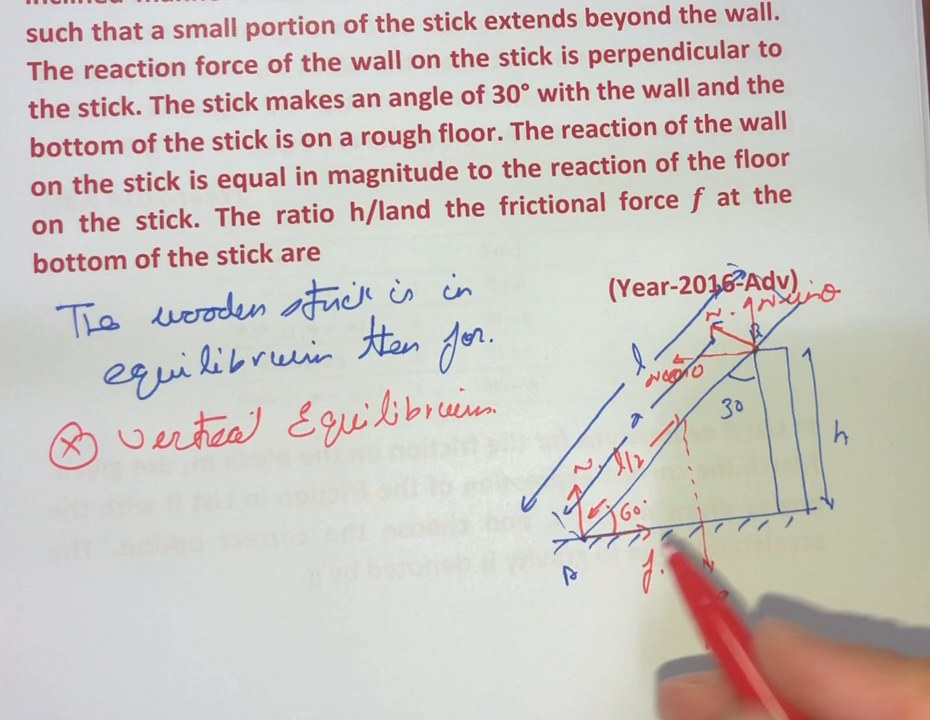 such that a small portion of the stick extends beyond the wall.
The reaction force of the wall on the stick is perpendicular to
the stick. The stick makes an angle of 30° with the wall and the
bottom of the stick is on a rough floor. The reaction of the wall
on the stick is equal in magnitude to the reaction of the floor
on the stick. The ratio h/land the frictional force f at the
bottom of the stick are
(Year-2016-Adv)
The wooden stick is in
equilibrium then for.
Vertical Equilibrium.
N
N sinθ
N cosθ
l
30
h
N
l/2
60°
f